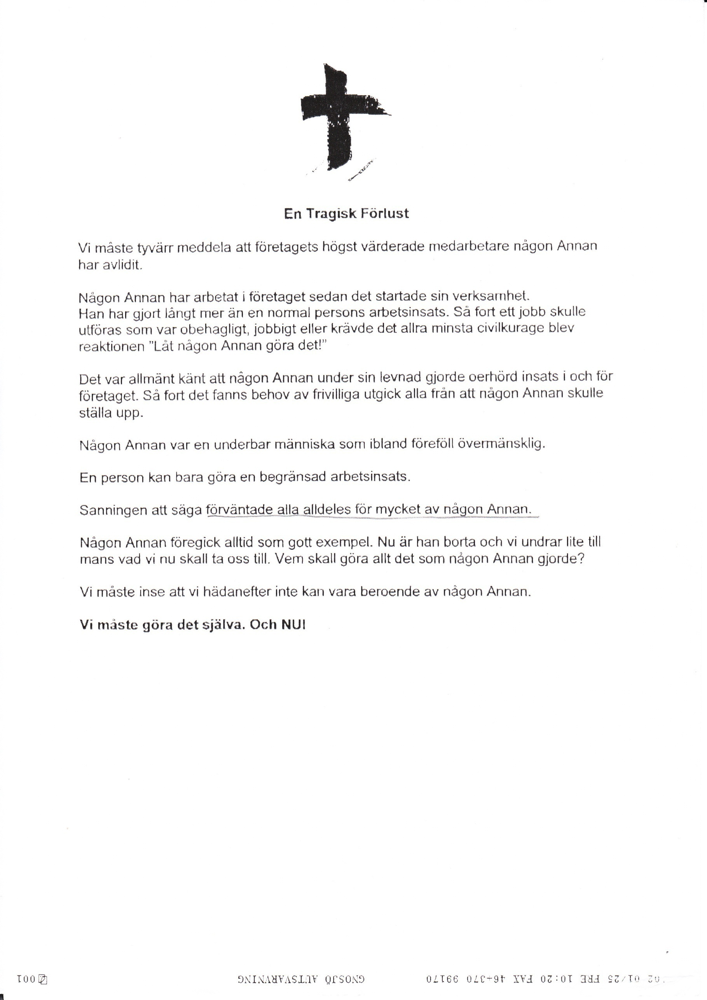 En Tragisk Förlust
Vi måste tyvärr meddela att företagets högst värderade medarbetare någon Annan
har avlidit.
Någon Annan har arbetat i företaget sedan det startade sin verksamhet.
Han har gjort långt mer än en normal persons arbetsinsats. Så fort ett jobb skulle
utföras som var obehagligt, jobbigt eller krävde det allra minsta civilkurage blev
reaktionen "Låt någon Annan göra det!"
Det var allmänt känt att någon Annan under sin levnad gjorde oerhörd insats i och för
företaget. Så fort det fanns behov av frivilliga utgick alla från att någon Annan skulle
ställa upp.
Någon Annan var en underbar människa som ibland föreföll övermänsklig.
En person kan bara göra en begränsad arbetsinsats.
Sanningen att säga förväntade alla alldeles för mycket av någon Annan.
Någon Annan föregick alltid som gott exempel. Nu är han borta och vi undrar lite till
mans vad vi nu skall ta oss till. Vem skall göra allt det som någon Annan gjorde?
Vi måste inse att vi hädanefter inte kan vara beroende av någon Annan.
Vi måste göra det själva. Och NU!
'02 01/25 FRE 10:20 FAX 46+370 99170 GNOSJÖ AUTSVARVNING 001